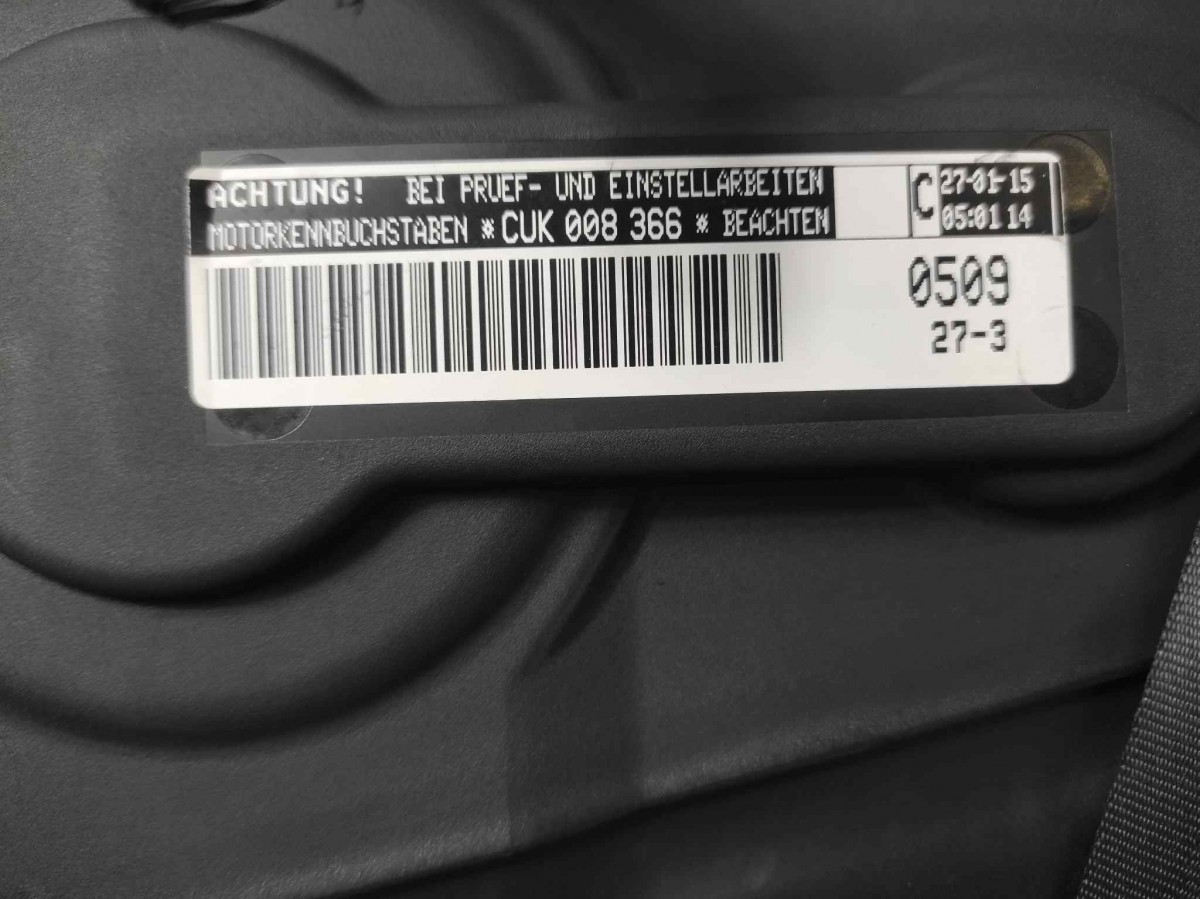 ACHTUNG! BEI PRUEF- UND EINSTELLARBEITEN
MOTORKENNBUCHSTABEN *CUK 008 366 * BEACHTEN
C
27-01-15
05:01 14
0509
27-3